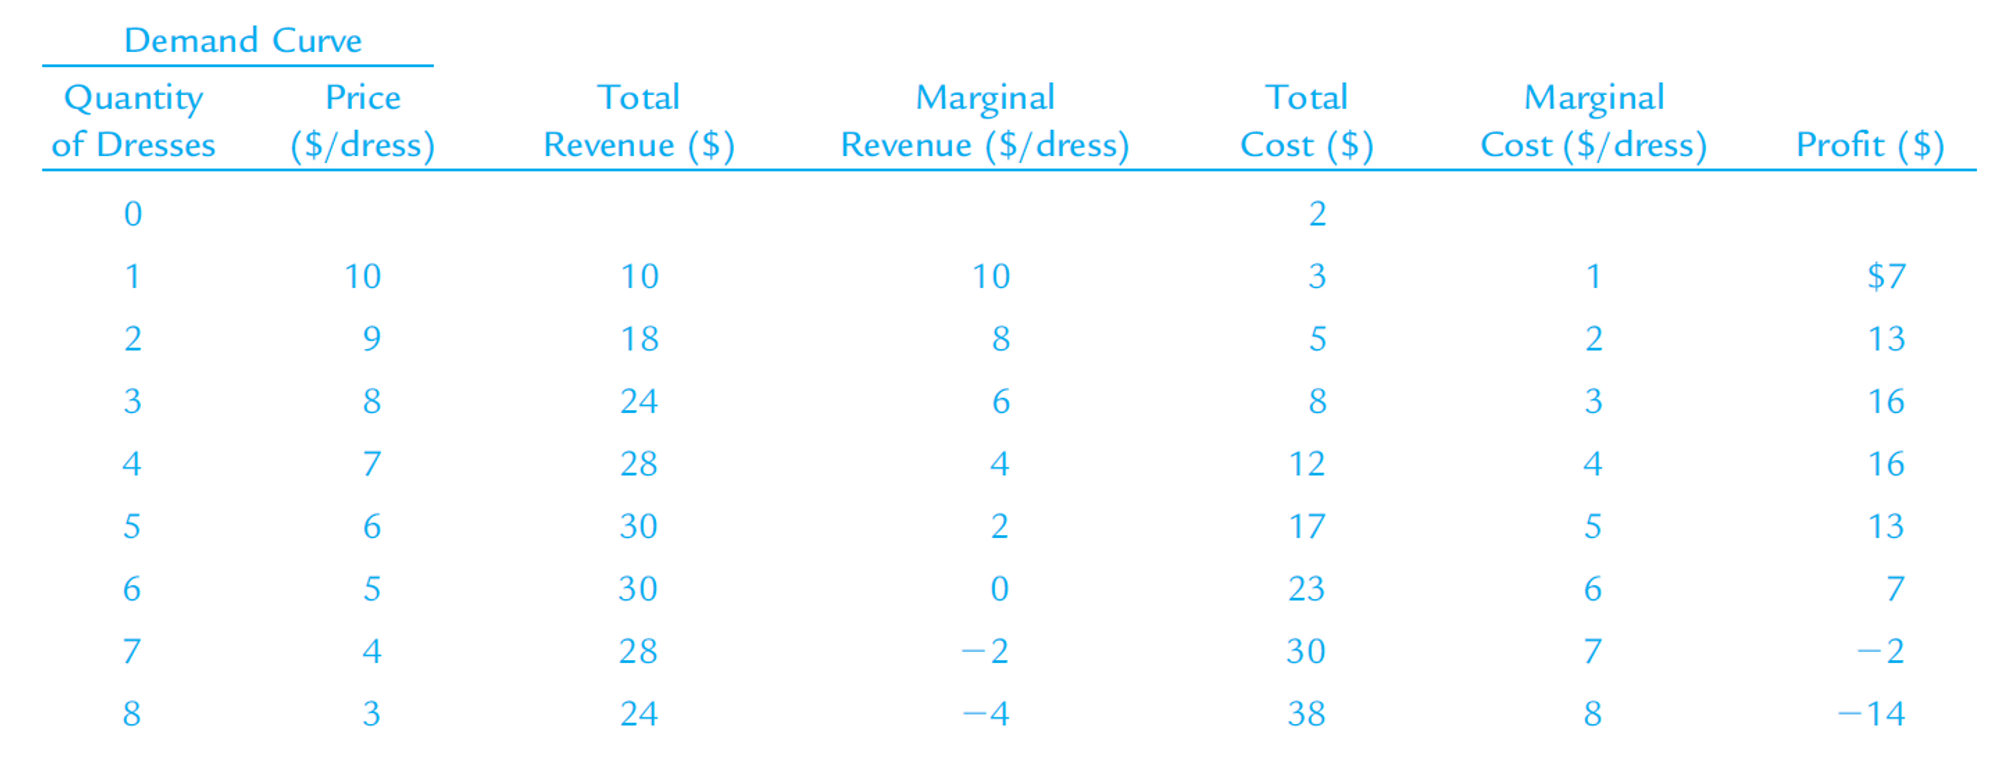 Demand Curve
Quantity Price Total Marginal Total Marginal
of Dresses ($/dress) Revenue ($) Revenue ($/dress) Cost ($) Cost ($/dress) Profit ($)
0 2
1 10 10 10 3 1 $7
2 9 18 8 5 2 13
3 8 24 6 8 3 16
4 7 28 4 12 4 16
5 6 30 2 17 5 13
6 5 30 0 23 6 7
7 4 28 −2 30 7 −2
8 3 24 −4 38 8 −14